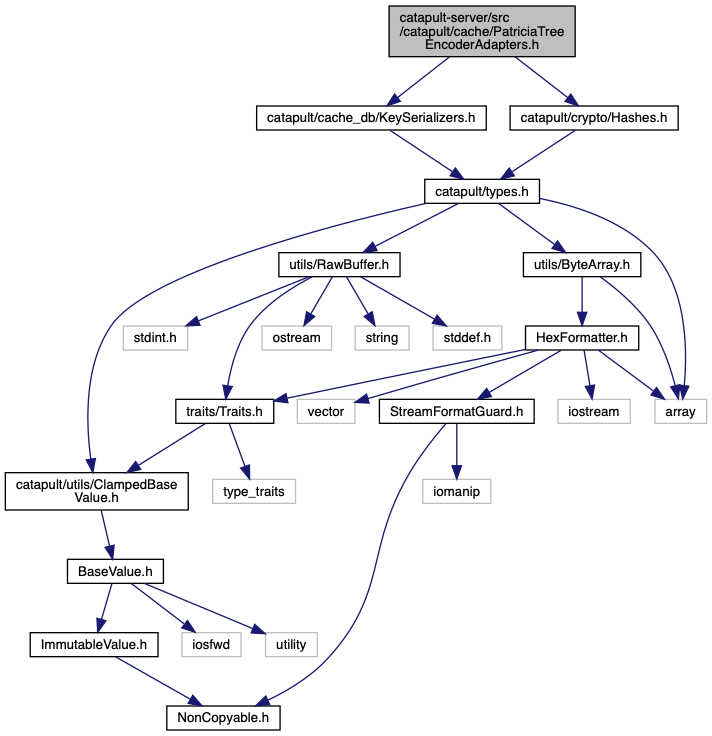 catapult-server/src
/catapult/cache/PatriciaTree
EncoderAdapters.h
catapult/cache_db/KeySerializers.h
catapult/crypto/Hashes.h
catapult/types.h
utils/RawBuffer.h
utils/ByteArray.h
stdint.h
ostream
string
stddef.h
HexFormatter.h
traits/Traits.h
vector
StreamFormatGuard.h
iostream
array
catapult/utils/ClampedBase
Value.h
type_traits
iomanip
BaseValue.h
ImmutableValue.h
iosfwd
utility
NonCopyable.h